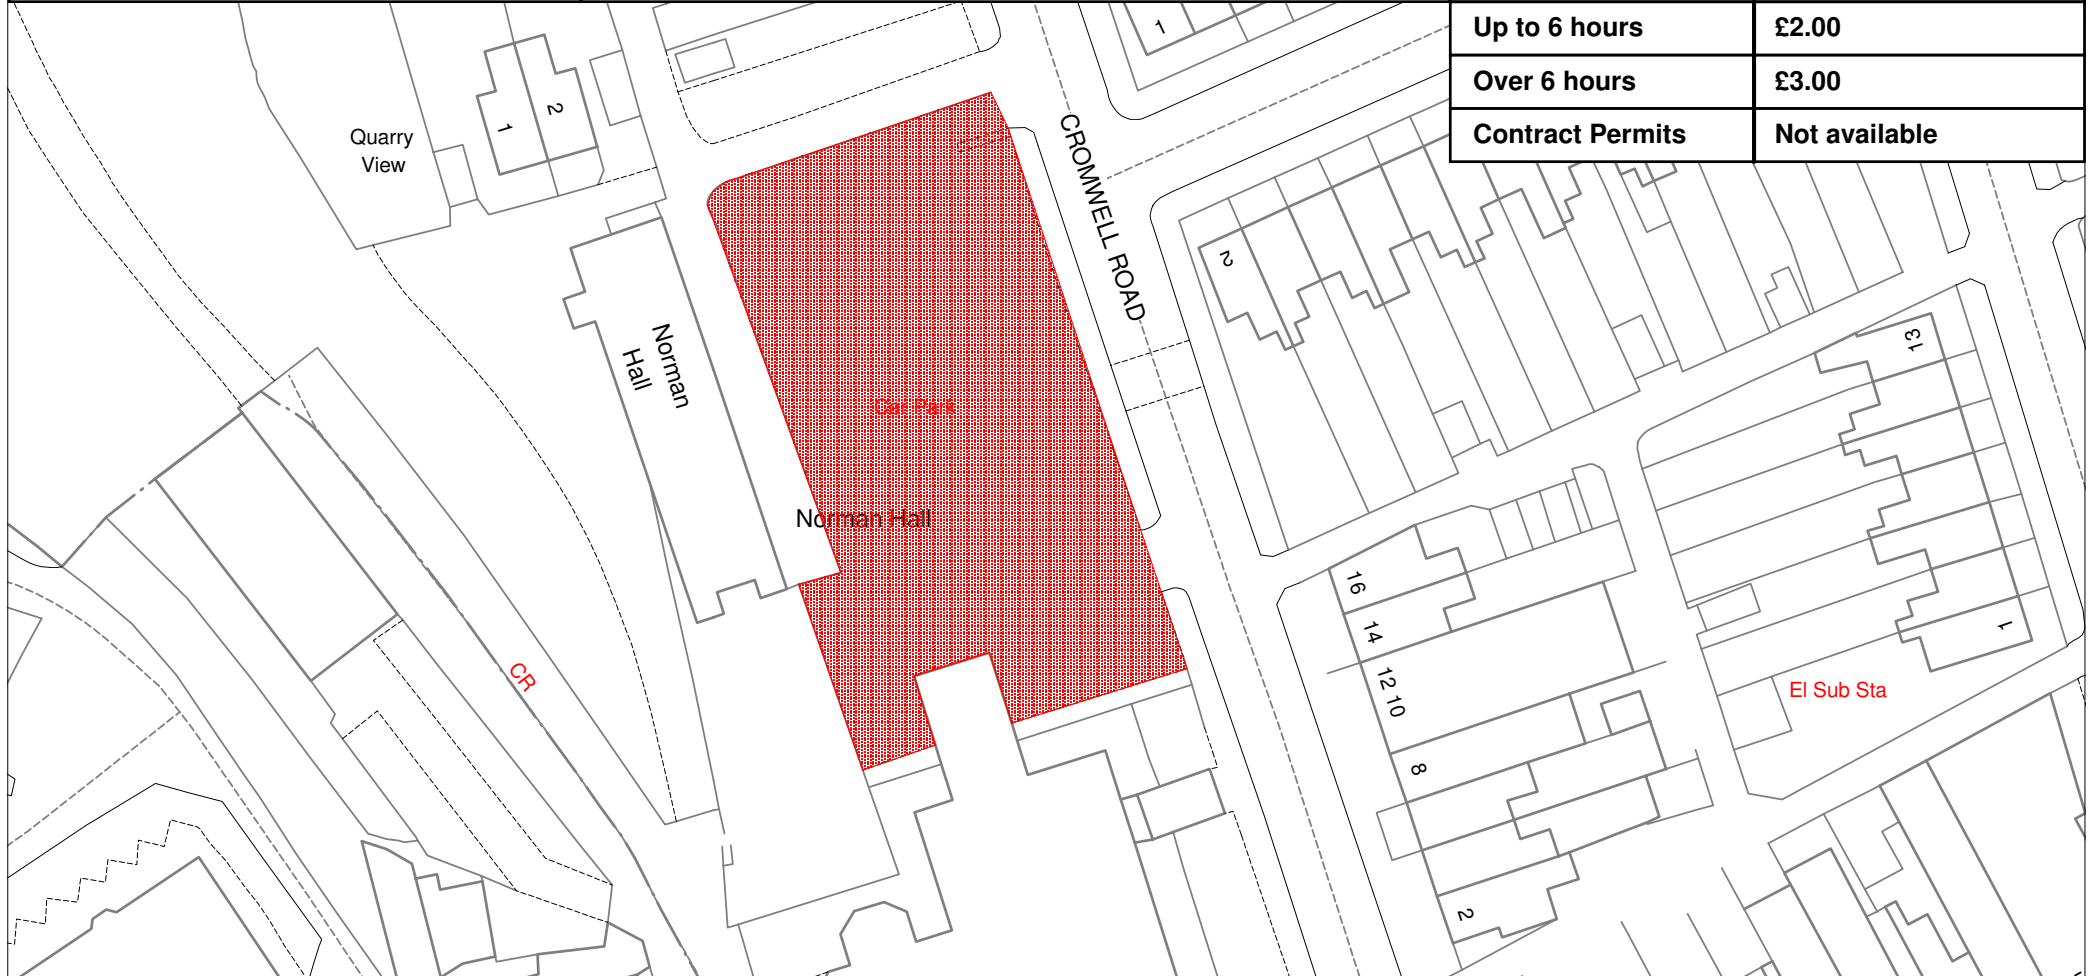 Up to 6 hours £2.00
Over 6 hours £3.00
Contract Permits Not available
1
Quarry
View
1
2
CROMWELL ROAD
2
Norman
Hall
13
Car Park
Norman Hall
16
14
12
10
8
2
1
El Sub Sta
CR